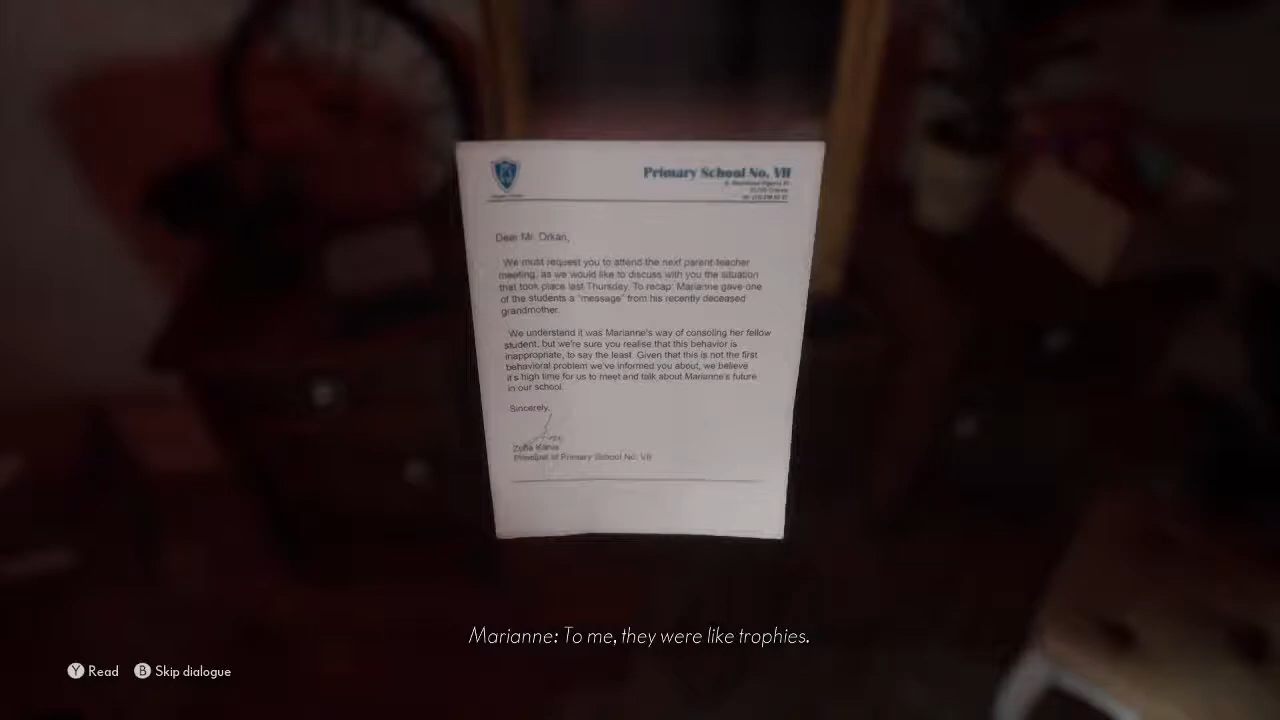 Primary School No. VII
Dear Mr. Orkan,
We must request you to attend the next parent-teacher
meeting, as we would like to discuss with you the situation
that took place last Thursday. To recap: Marianne gave one
of the students a "message" from his recently deceased
grandmother.
We understand it was Marianne's way of consoling her fellow
student, but we're sure you realise that this behavior is
inappropriate, to say the least. Given that this is not the first
behavioral problem we've informed you about, we believe
it's high time for us to meet and talk about Marianne's future
in our school.
Sincerely,
Zofia
Principal of Primary School No. VII
Marianne: To me, they were like trophies.
Y Read B Skip dialogue